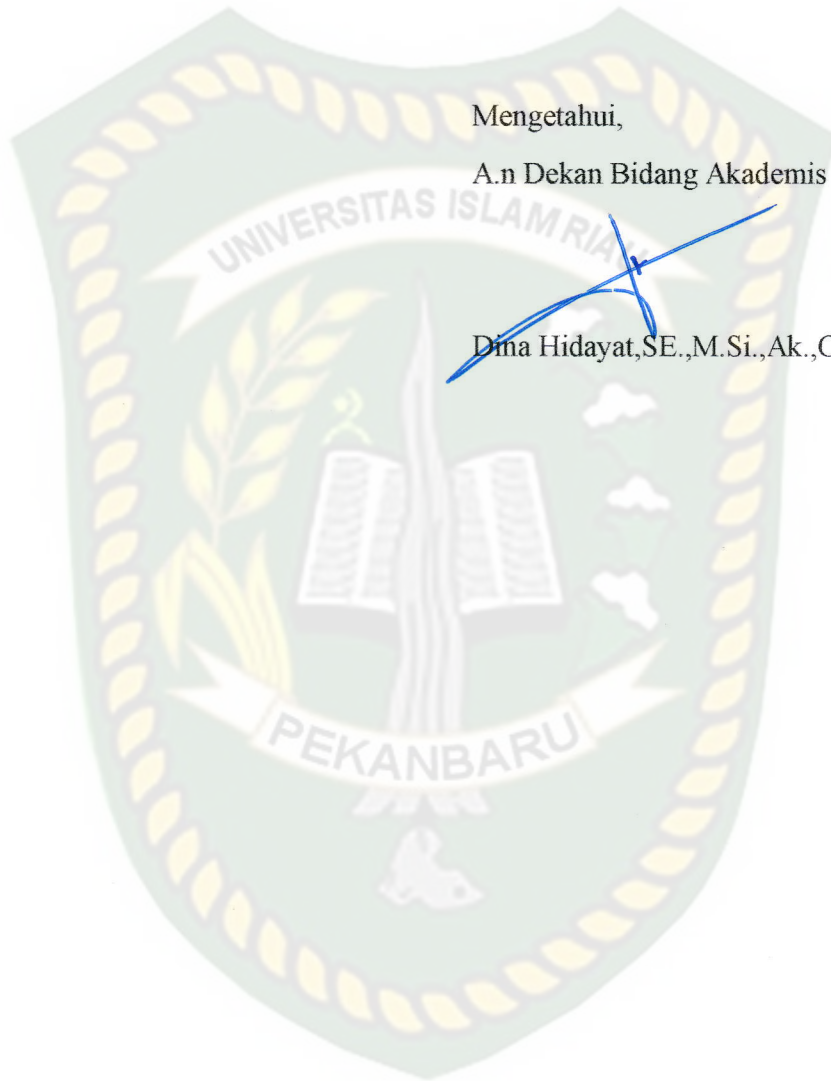 Mengetahui,
A.n Dekan Bidang Akademis
UNIVERSITAS ISLAM RIAU
Dina Hidayat,SE.,M.Si.,Ak.,C
PEKANBARU